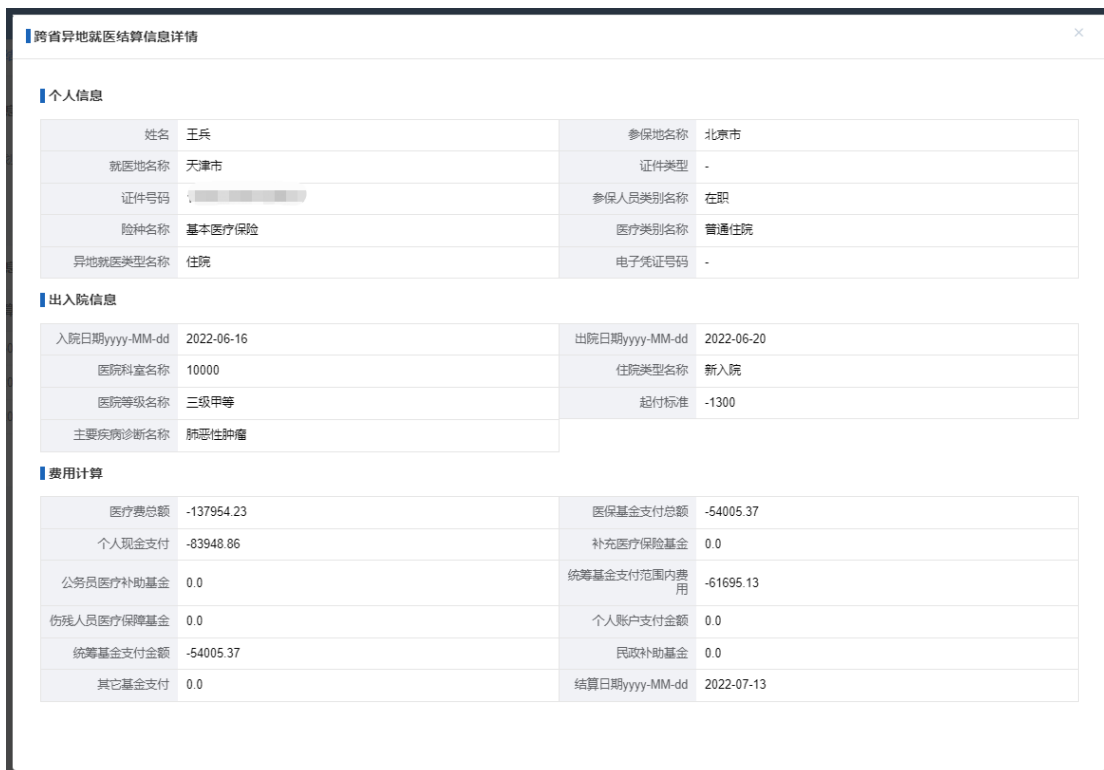 跨省异地就医结算信息详情
×
个人信息
姓名 王兵 参保地名称 北京市
就医地名称 天津市 证件类型 -
证件号码 参保人员类别名称 在职
险种名称 基本医疗保险 医疗类别名称 普通住院
异地就医类型名称 住院 电子凭证号码 -
出入院信息
入院日期yyyy-MM-dd 2022-06-16 出院日期yyyy-MM-dd 2022-06-20
医院科室名称 10000 住院类型名称 新入院
医院等级名称 三级甲等 起付标准 -1300
主要疾病诊断名称 肺恶性肿瘤
费用计算
医疗费总额 -137954.23 医保基金支付总额 -54005.37
个人现金支付 -83948.86 补充医疗保险基金 0.0
公务员医疗补助基金 0.0 统筹基金支付范围内费
用 -61695.13
伤残人员医疗保障基金 0.0 个人账户支付金额 0.0
统筹基金支付金额 -54005.37 民政补助基金 0.0
其它基金支付 0.0 结算日期yyyy-MM-dd 2022-07-13